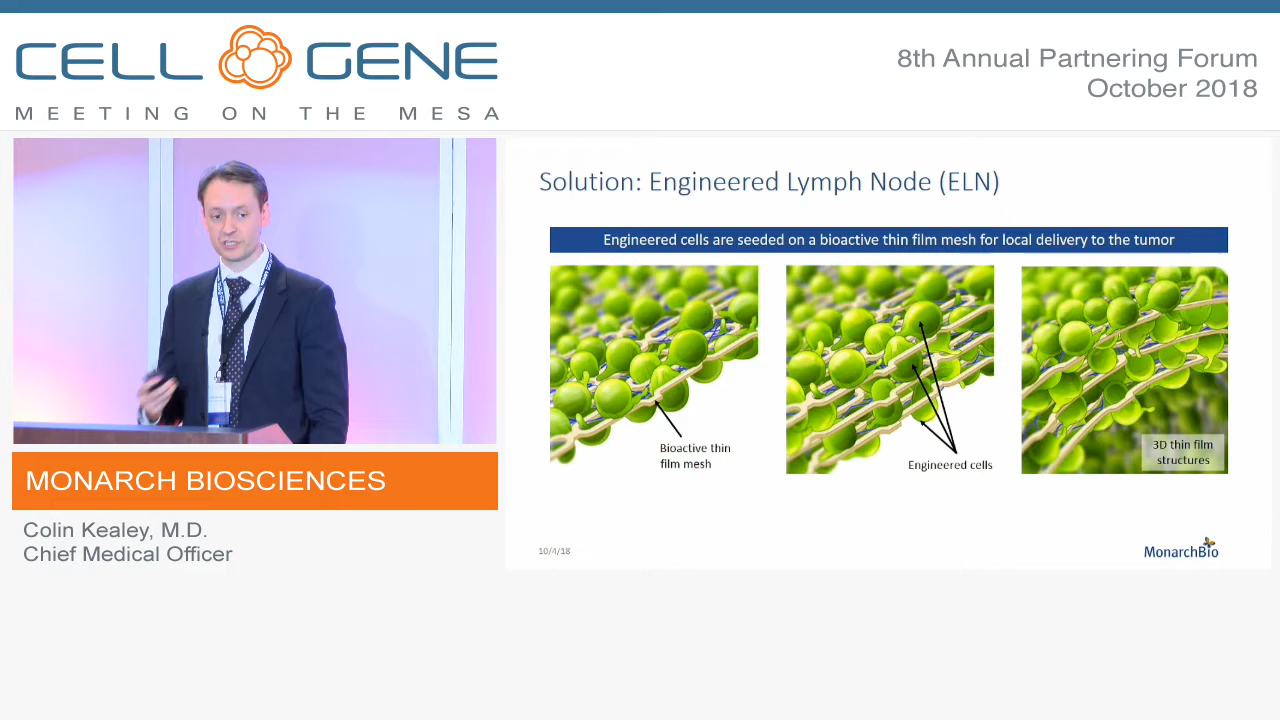 CELL GENE
MEETING ON THE MESA
8th Annual Partnering Forum
October 2018
Solution: Engineered Lymph Node (ELN)
Engineered cells are seeded on a bioactive thin film mesh for local delivery to the tumor
Bioactive thin
film mesh
Engineered cells
3D thin film
structures
10/4/18
MonarchBio
MONARCH BIOSCIENCES
Colin Kealey, M.D.
Chief Medical Officer